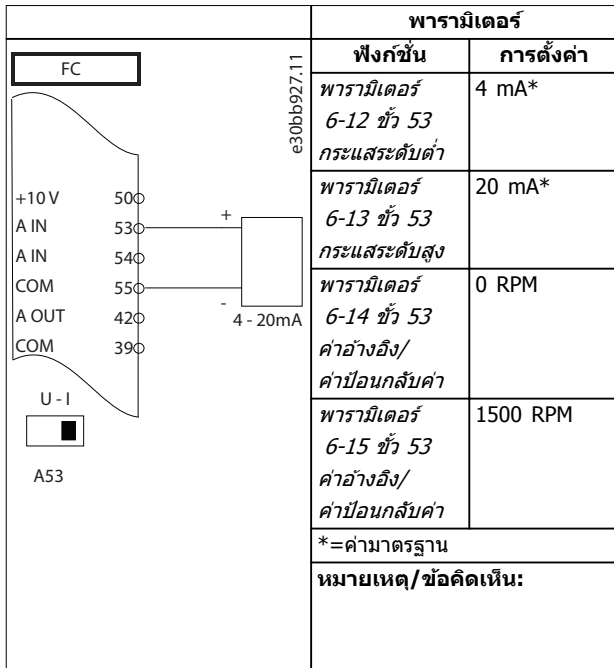 พารามิเตอร์
ฟังก์ชั่น การตั้งค่า
FC
e30bb927.11
+10 V 50
A IN 53
A IN 54
COM 55
A OUT 42
COM 39
+
-
4 - 20mA
U - I
A53
พารามิเตอร์ 4 mA*
6-12 ขั้ว 53
กระแสระดับต่ำ
พารามิเตอร์ 20 mA*
6-13 ขั้ว 53
กระแสระดับสูง
พารามิเตอร์ 0 RPM
6-14 ขั้ว 53
ค่าอ้างอิง/
ค่าป้อนกลับค่า
พารามิเตอร์ 1500 RPM
6-15 ขั้ว 53
ค่าอ้างอิง/
ค่าป้อนกลับค่า
*=ค่ามาตรฐาน
หมายเหตุ/ข้อคิดเห็น: